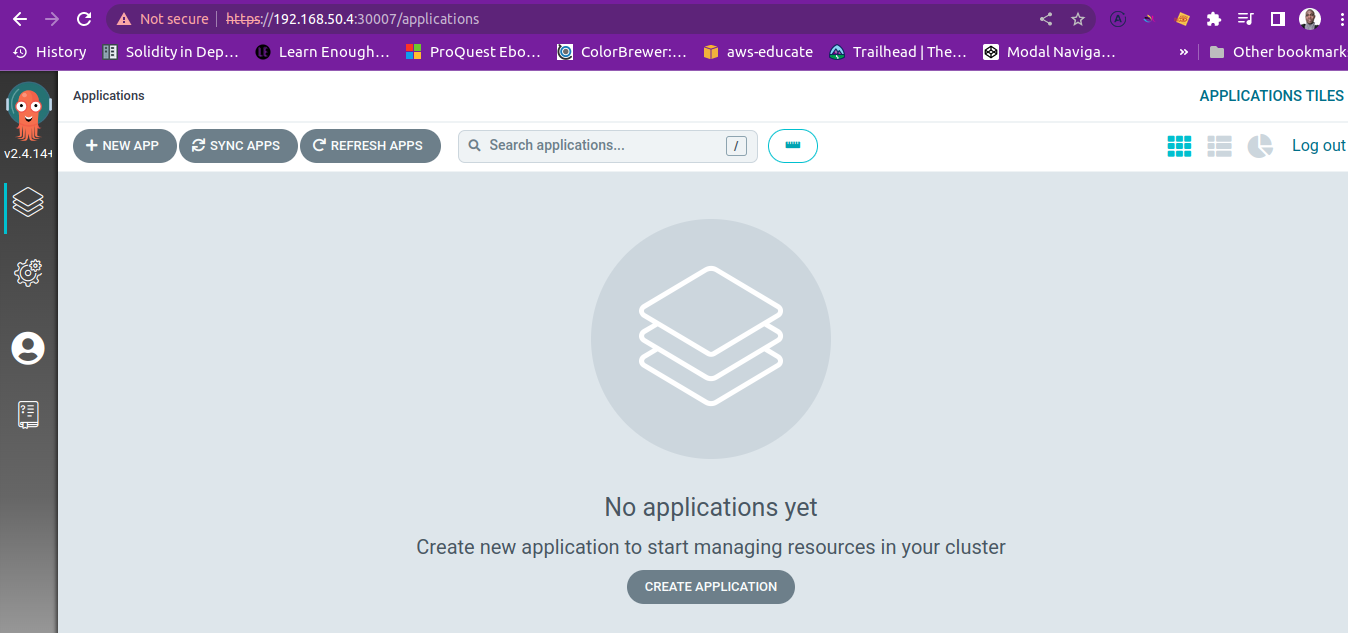 Not secure https://192.168.50.4:30007/applications
History Solidity in Dep... Learn Enough... ProQuest Ebo... ColorBrewer:... aws-educate Trailhead | The... Modal Naviga... » Other bookmark
Applications APPLICATIONS TILES
v2.4.14+
NEW APP SYNC APPS REFRESH APPS Search applications... / Log out
No applications yet
Create new application to start managing resources in your cluster
CREATE APPLICATION